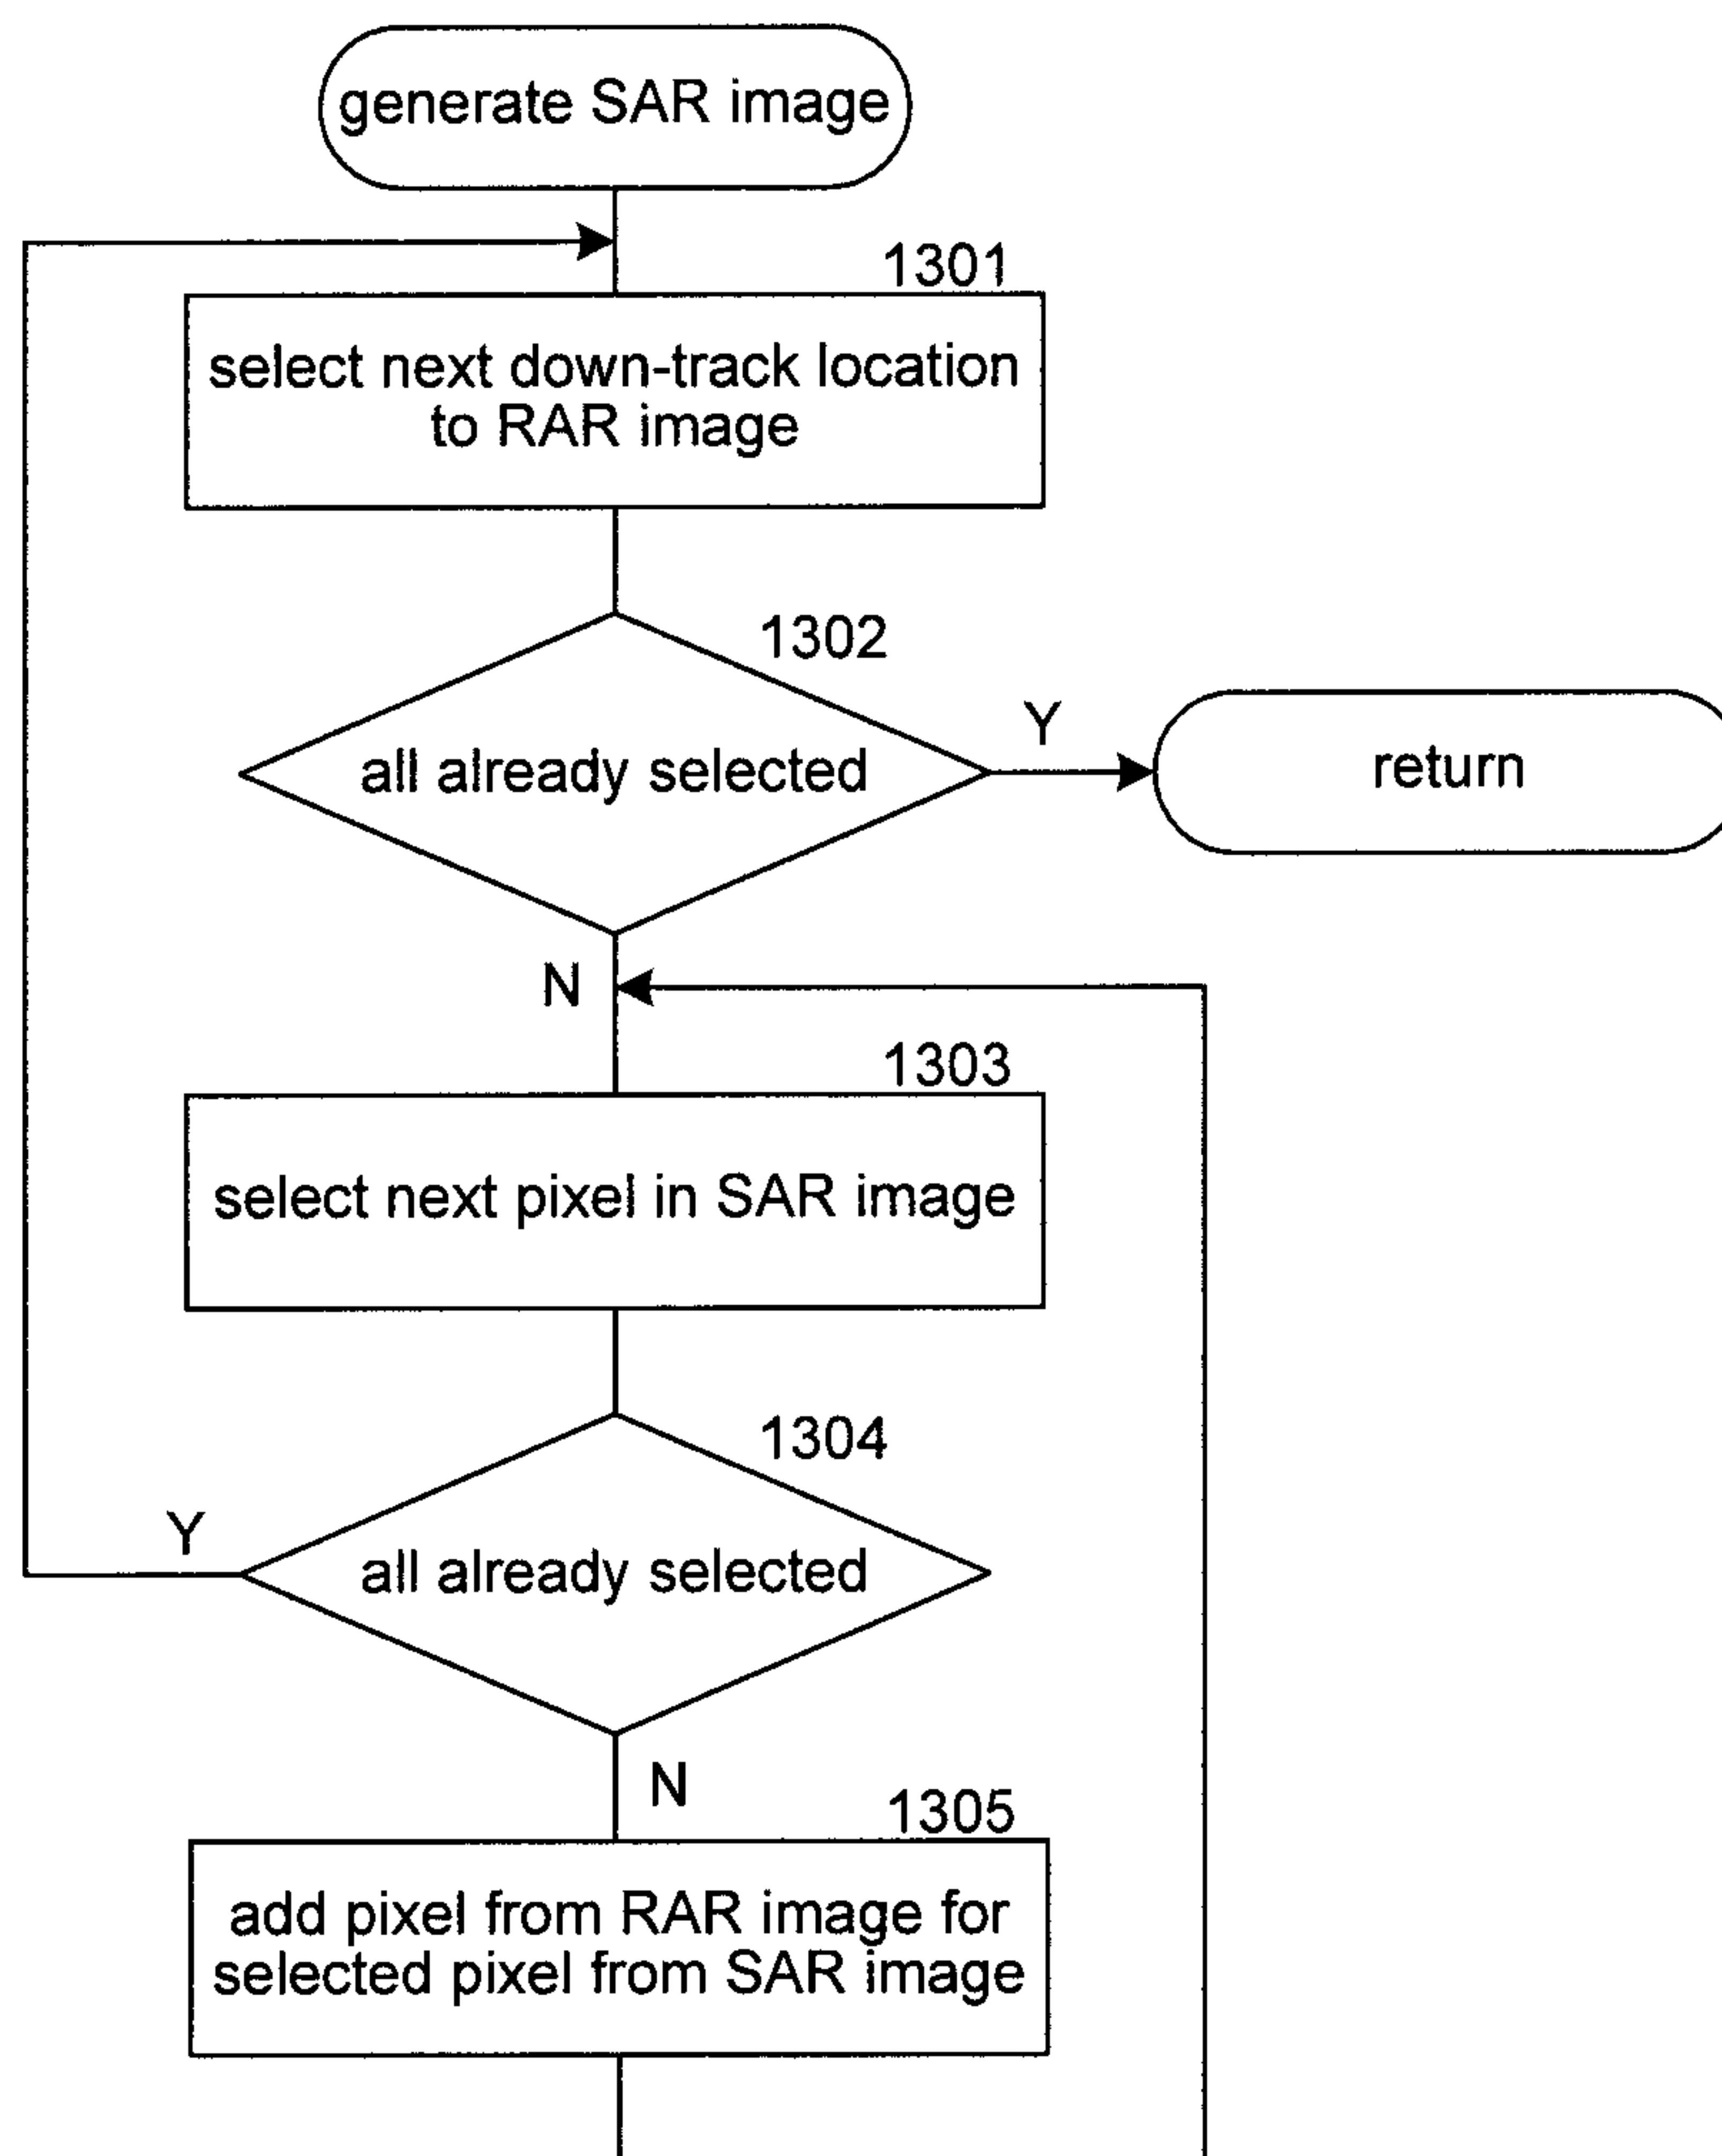 generate SAR image
1301
select next down-track location
to RAR image
1302
all already selected
Y
return
N
1303
select next pixel in SAR image
1304
Y
all already selected
N
1305
add pixel from RAR image for
selected pixel from SAR image